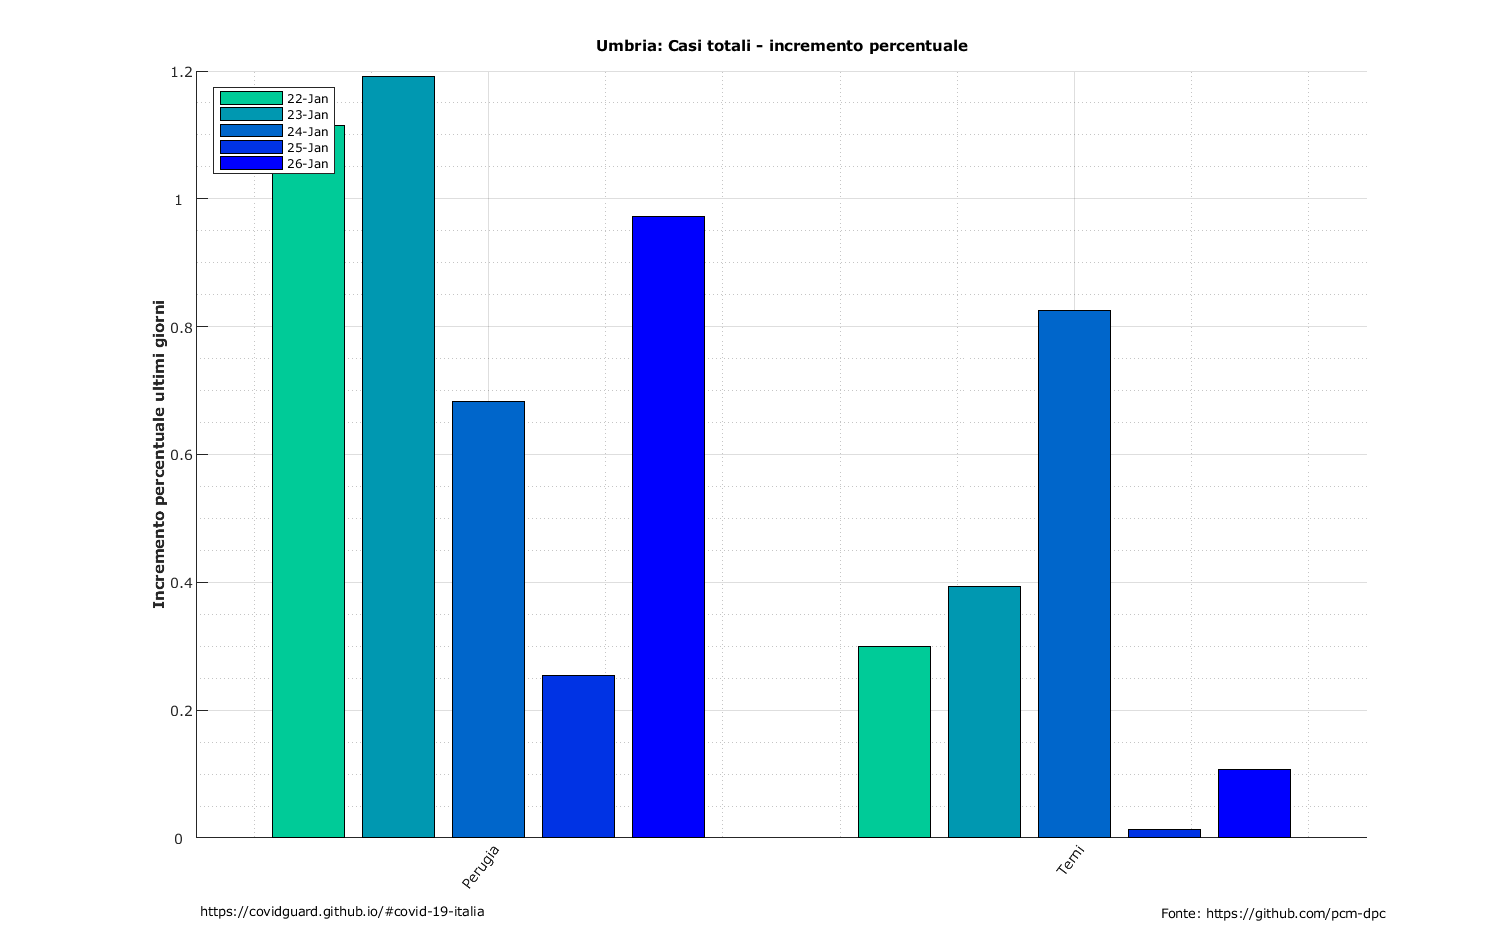 Umbria: Casi totali - incremento percentuale
Incremento percentuale ultimi giorni
1.2
1
0.8
0.6
0.4
0.2
0
22-Jan
23-Jan
24-Jan
25-Jan
26-Jan
Perugia
Terni
https://covidguard.github.io/#covid-19-italia
Fonte: https://github.com/pcm-dpc